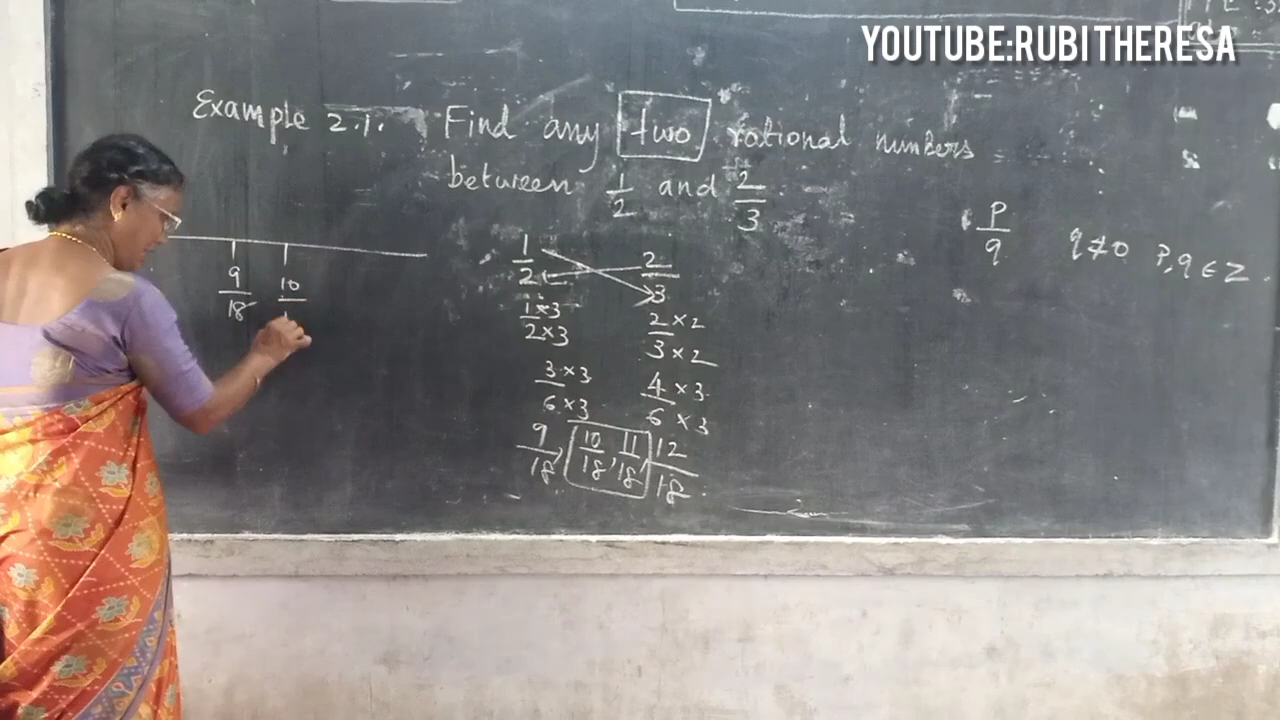 YOUTUBE:RUBITHERESA
Example 2.1. Find any two rational numbers
between 1/2 and 2/3
p/q q≠0 P,q ∈ Z
9/18 10/
1/2 2/3
1×3/2×3 2×2/3×2
3×3/6×3 4×3/6×3
9/18, 10/18, 11/18, 12/18